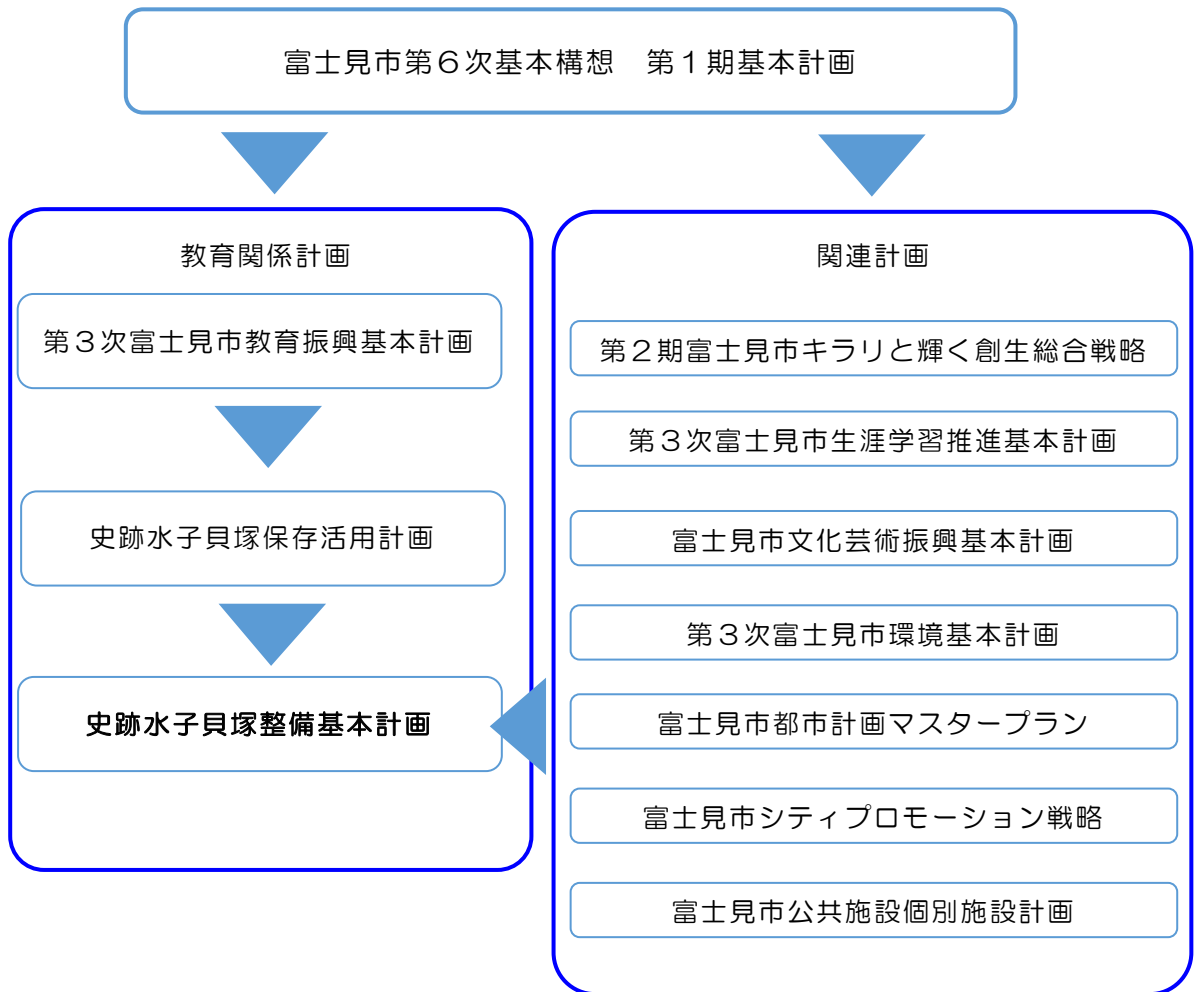 富士見市第６次基本構想　第１期基本計画
教育関係計画
第３次富士見市教育振興基本計画
史跡水子貝塚保存活用計画
史跡水子貝塚整備基本計画
関連計画
第２期富士見市キラリと輝く創生総合戦略
第３次富士見市生涯学習推進基本計画
富士見市文化芸術振興基本計画
第３次富士見市環境基本計画
富士見市都市計画マスタープラン
富士見市シティプロモーション戦略
富士見市公共施設個別施設計画